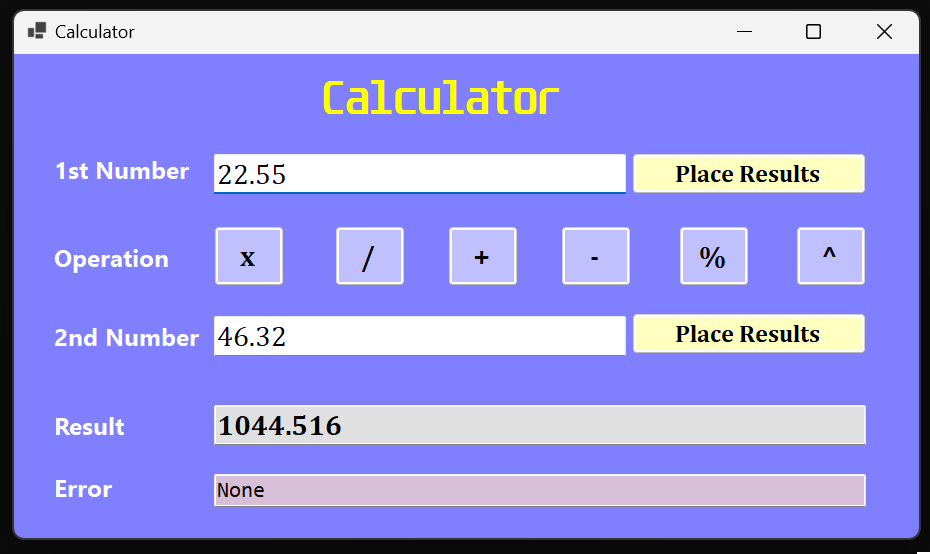 Calculator
Calculator
1st Number 22.55 Place Results
Operation x / + - % ^
2nd Number 46.32 Place Results
Result 1044.516
Error None